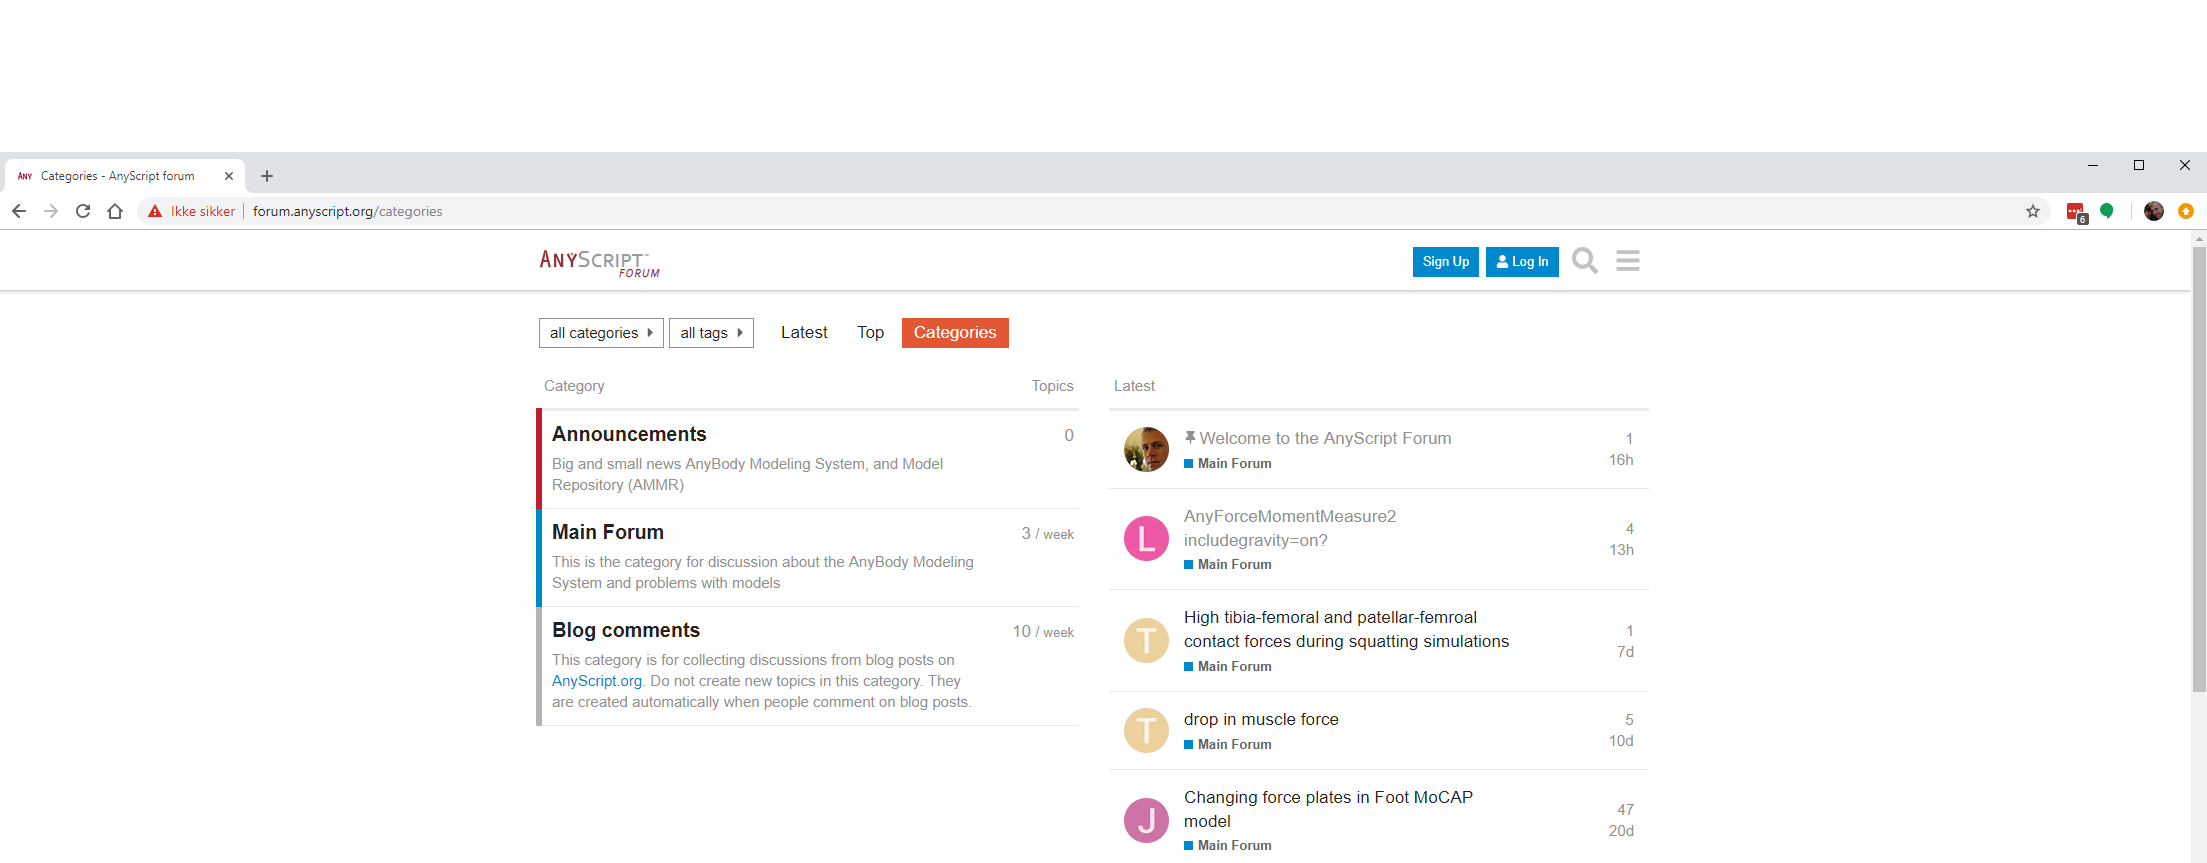 ANY Categories - AnyScript forum
Ikke sikker forum.anyscript.org/categories
6
ANYSCRIPT™
FORUM
Sign Up Log In
all categories all tags Latest Top Categories
Category Topics
Announcements 0
Big and small news AnyBody Modeling System, and Model
Repository (AMMR)
Main Forum 3 / week
This is the category for discussion about the AnyBody Modeling
System and problems with models
Blog comments 10 / week
This category is for collecting discussions from blog posts on
AnyScript.org. Do not create new topics in this category. They
are created automatically when people comment on blog posts.
Latest
Welcome to the AnyScript Forum 1
Main Forum 16h
L
AnyForceMomentMeasure2
includegravity=on?
4
13h
Main Forum
T
High tibia-femoral and patellar-femroal
contact forces during squatting simulations
1
7d
Main Forum
T
drop in muscle force 5
Main Forum 10d
J
Changing force plates in Foot MoCAP
model
47
20d
Main Forum